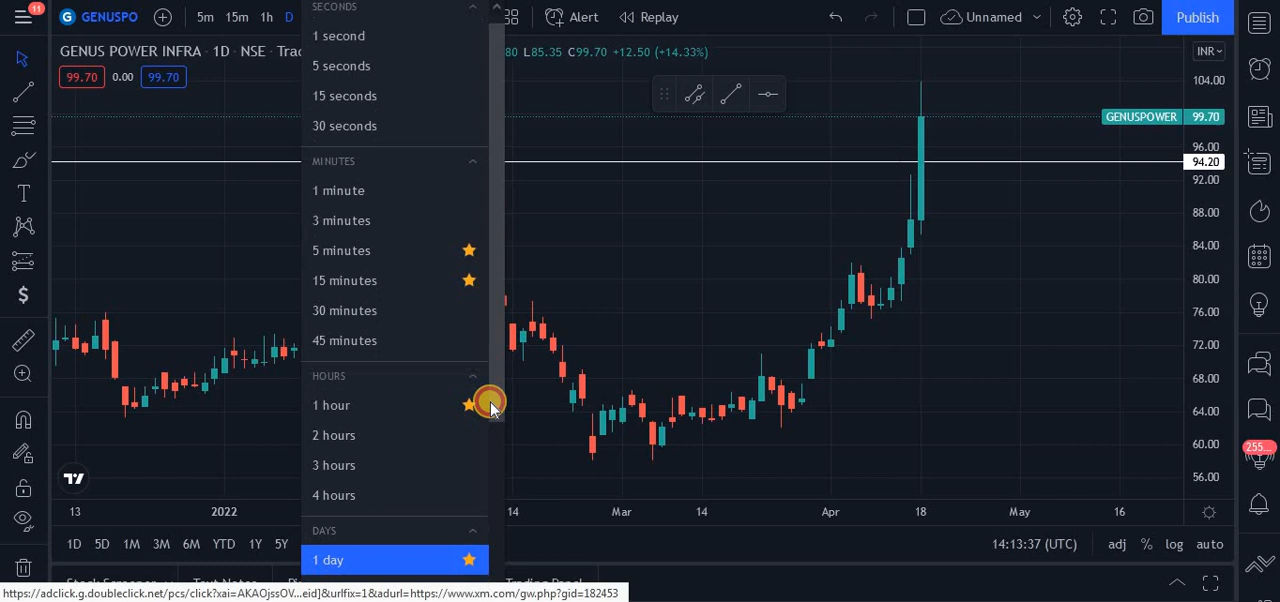 11
GENUSPO
5m 15m 1h D
Alert
Replay
Unnamed
Publish
GENUS POWER INFRA · 1D · NSE · Trac
80 L85.35 C99.70 +12.50 (+14.33%)
INR
99.70 0.00 99.70
SECONDS
1 second
5 seconds
15 seconds
30 seconds
MINUTES
1 minute
3 minutes
5 minutes
15 minutes
30 minutes
45 minutes
HOURS
1 hour
2 hours
3 hours
4 hours
DAYS
1 day
104.00
GENUSPOWER 99.70
96.00
94.20
92.00
88.00
84.00
80.00
76.00
72.00
68.00
64.00
60.00
56.00
255...
13 2022 14 Mar 14 Apr 18 May 16
1D 5D 1M 3M 6M YTD 1Y 5Y
14:13:37 (UTC) adj % log auto
https://adclick.g.doubleclick.net/pcs/click?xai=AKAOjssOV...eid]&urlfix=1&adurl=https://www.xm.com/gw.php?gid=182453